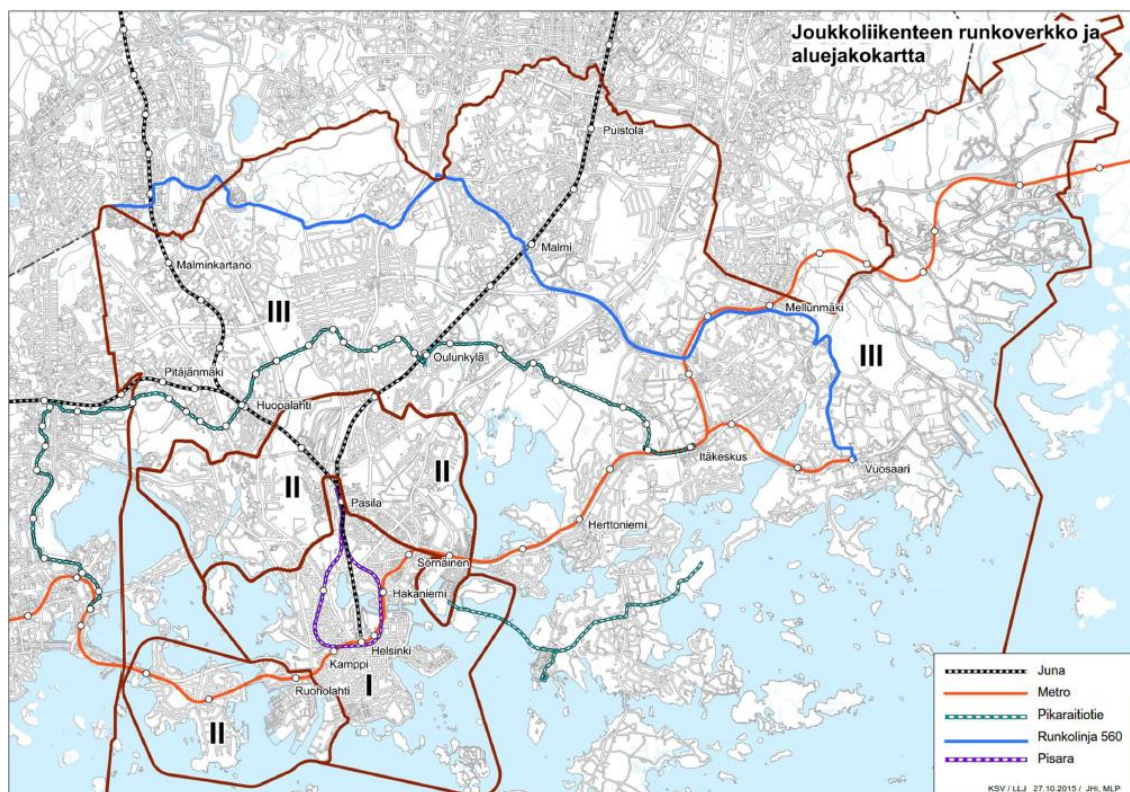 Joukkoliikenteen runkoverkko ja
aluejakokartta
Puistola
Malmi
Malminkartano
III
Mellunmäki
Oulunkylä
III
Pitäjänmäki
Huopalahti
Itäkeskus
Vuosaari
II
II
Pasila
Herttoniemi
Sörnäinen
Hakaniemi
Helsinki
Kamppi
Ruoholahti
I
II
Juna
Metro
Pikaraitiotie
Runkolinja 560
Pisara
KSV / LLJ 27.10.2015 / JHi, MLP